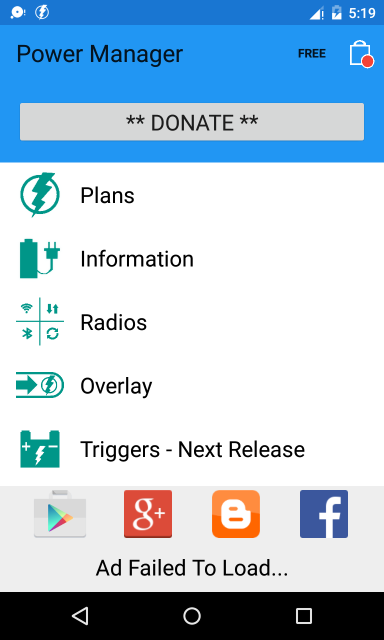 5:19
Power Manager
FREE
** DONATE **
Plans
Information
Radios
Overlay
Triggers - Next Release
g+
f
Ad Failed To Load...